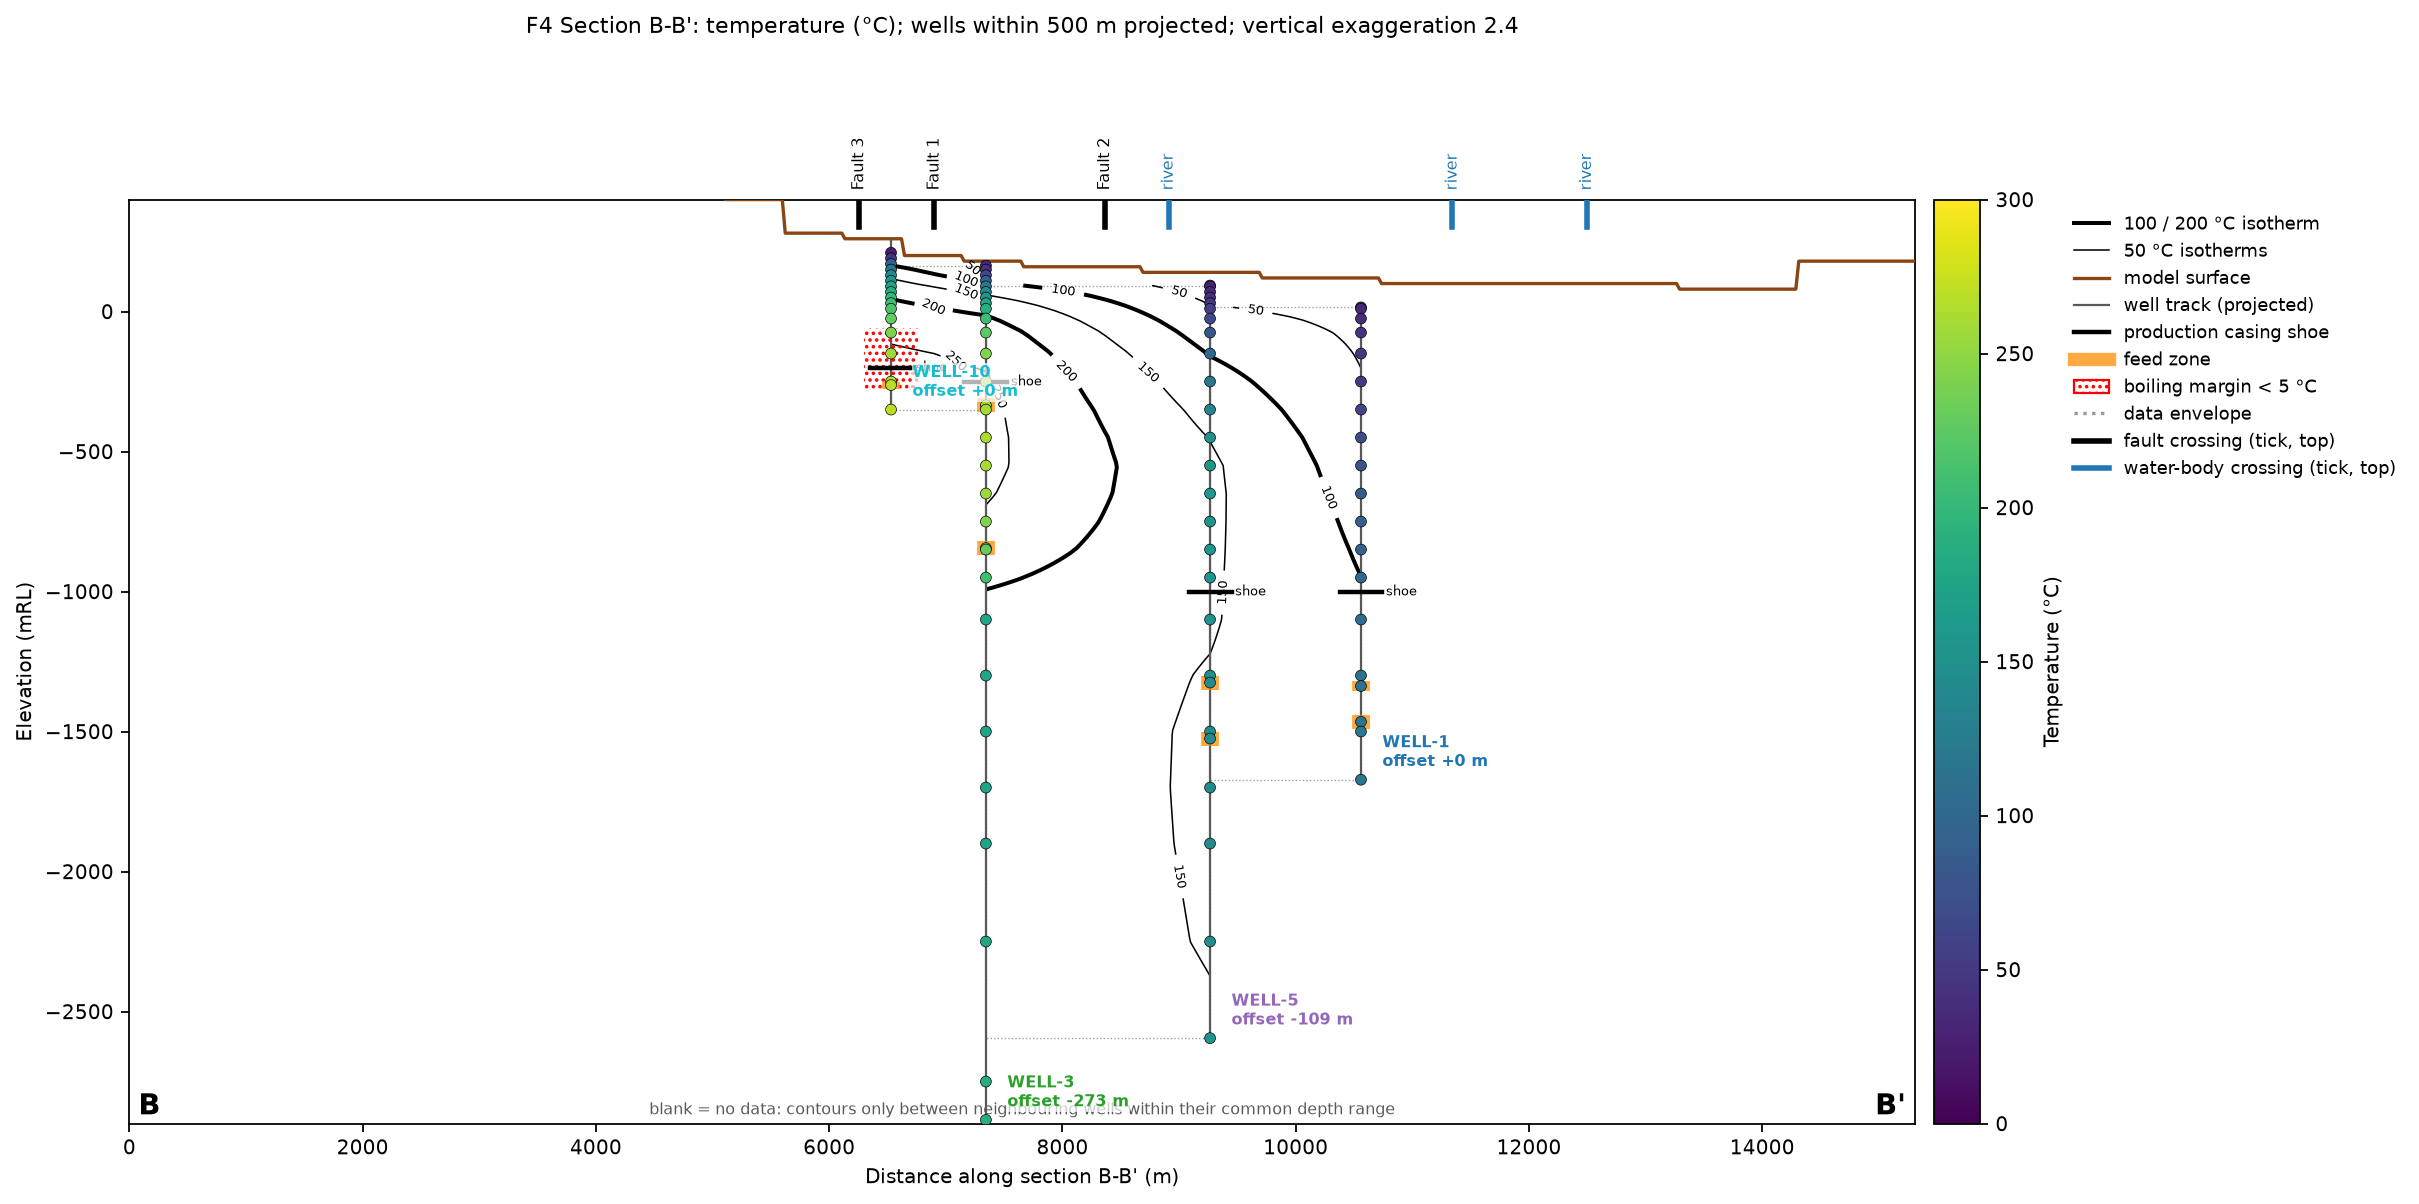 F4 Section B-B': temperature (°C); wells within 500 m projected; vertical exaggeration 2.4
Fault 3
Fault 1
Fault 2
river
river
river
Elevation (mRL)
0
−500
−1000
−1500
−2000
−2500
0
2000
4000
6000
8000
10000
12000
14000
Distance along section B-B' (m)
50
100
150
200
250
50
100
50
50
200
150
100
150
150
WELL-10
offset +0 m
shoe
shoe
shoe
WELL-1
offset +0 m
WELL-5
offset -109 m
WELL-3
offset -273 m
blank = no data: contours only between neighbouring wells within their common depth range
B
B'
300
250
200
150
100
50
0
Temperature (°C)
100 / 200 °C isotherm
50 °C isotherms
model surface
well track (projected)
production casing shoe
feed zone
boiling margin < 5 °C
data envelope
fault crossing (tick, top)
water-body crossing (tick, top)